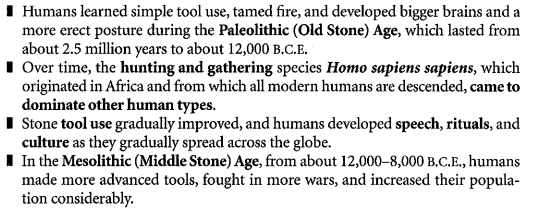 ▮ Humans learned simple tool use, tamed fire, and developed bigger brains and a
more erect posture during the Paleolithic (Old Stone) Age, which lasted from
about 2.5 million years to about 12,000 B.C.E.
▮ Over time, the hunting and gathering species Homo sapiens sapiens, which
originated in Africa and from which all modern humans are descended, came to
dominate other human types.
▮ Stone tool use gradually improved, and humans developed speech, rituals, and
culture as they gradually spread across the globe.
▮ In the Mesolithic (Middle Stone) Age, from about 12,000–8,000 B.C.E., humans
made more advanced tools, fought in more wars, and increased their popula-
tion considerably.